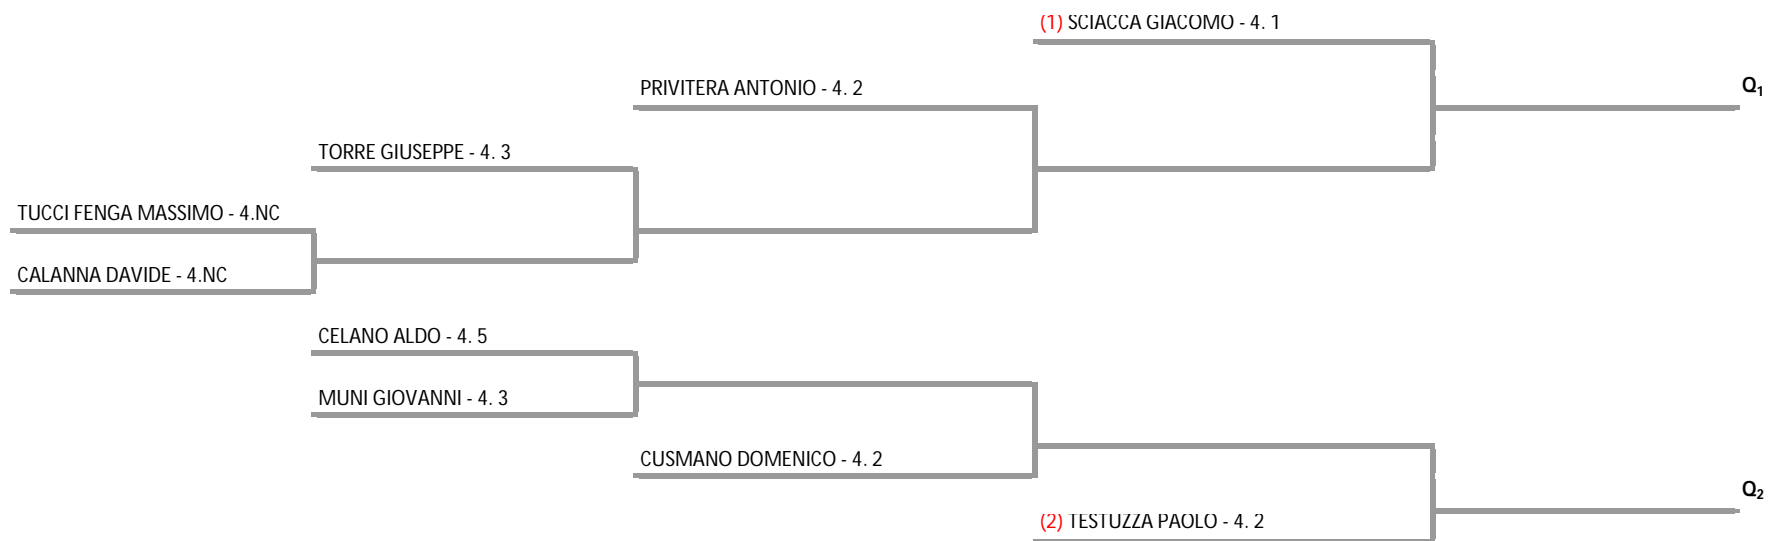 (1) SCIACCA GIACOMO - 4. 1
PRIVITERA ANTONIO - 4. 2
Q1
TORRE GIUSEPPE - 4. 3
TUCCI FENGA MASSIMO - 4.NC
CALANNA DAVIDE - 4.NC
CELANO ALDO - 4. 5
MUNI GIOVANNI - 4. 3
CUSMANO DOMENICO - 4. 2
Q2
(2) TESTUZZA PAOLO - 4. 2